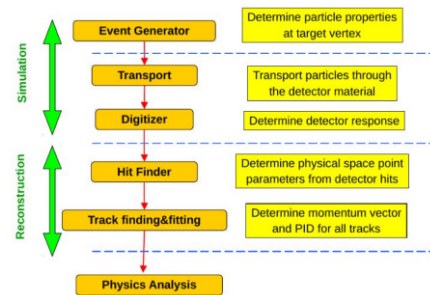 Event Generator
Determine particle properties
at target vertex
Simulation
Transport
Transport particles through
the detector material
Digitizer
Determine detector response
Reconstruction
Hit Finder
Determine physical space point
parameters from detector hits
Track finding&fitting
Determine momentum vector
and PID for all tracks
Physics Analysis